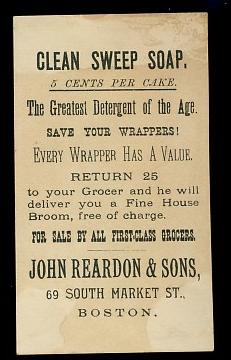 CLEAN SWEEP SOAP.
5 CENTS PER CAKE.
The Greatest Detergent of the Age.
SAVE YOUR WRAPPERS!
EVERY WRAPPER HAS A VALUE.
RETURN 25
to your Grocer and he will
deliver you a Fine House
Broom, free of charge.
FOR SALE BY ALL FIRST-CLASS GROCERS.
JOHN REARDON & SONS,
69 SOUTH MARKET ST.,
BOSTON.